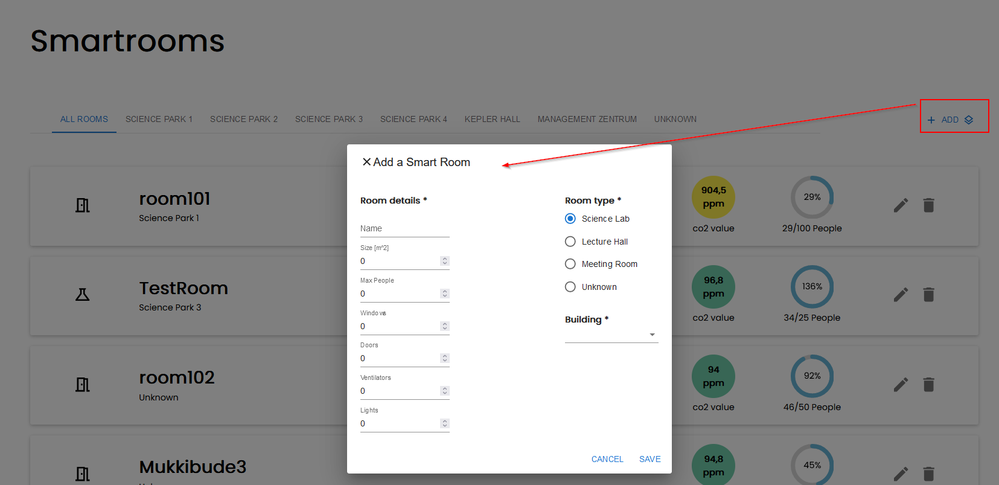 Smartrooms
ALL ROOMS SCIENCE PARK 1 SCIENCE PARK 2 SCIENCE PARK 3 SCIENCE PARK 4 KEPLER HALL MANAGEMENT ZENTRUM UNKNOWN
+ ADD
Add a Smart Room
Room details *
Name
Size [m^2]
0
Max People
0
Windows
0
Doors
0
Ventilators
0
Lights
0
Room type *
Science Lab
Lecture Hall
Meeting Room
Unknown
Building *
CANCEL SAVE
room101
Science Park 1
904,5
ppm
co2 value
29%
29/100 People
TestRoom
Science Park 3
96,8
ppm
co2 value
136%
34/25 People
room102
Unknown
94
ppm
co2 value
92%
46/50 People
Mukkibude3
94,8
ppm
45%